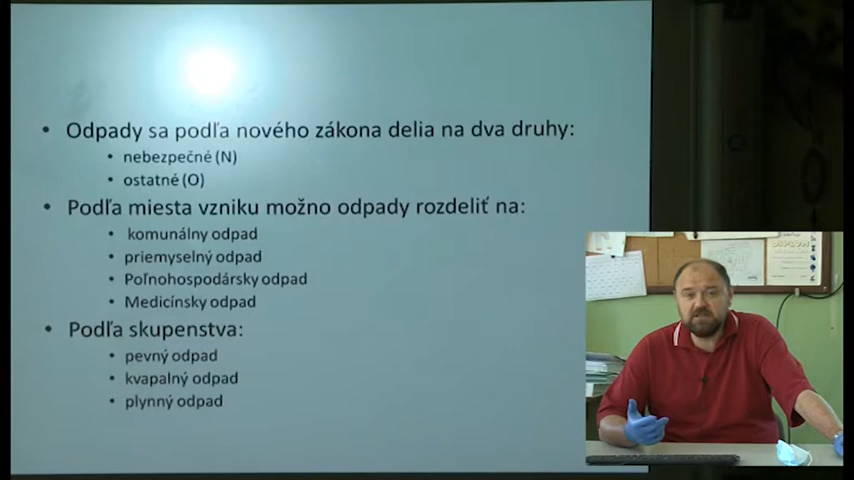 Odpady sa podľa nového zákona delia na dva druhy:
nebezpečné (N)
ostatné (O)
Podľa miesta vzniku možno odpady rozdeliť na:
komunálny odpad
priemyselný odpad
Poľnohospodársky odpad
Medicínsky odpad
Podľa skupenstva:
pevný odpad
kvapalný odpad
plynný odpad